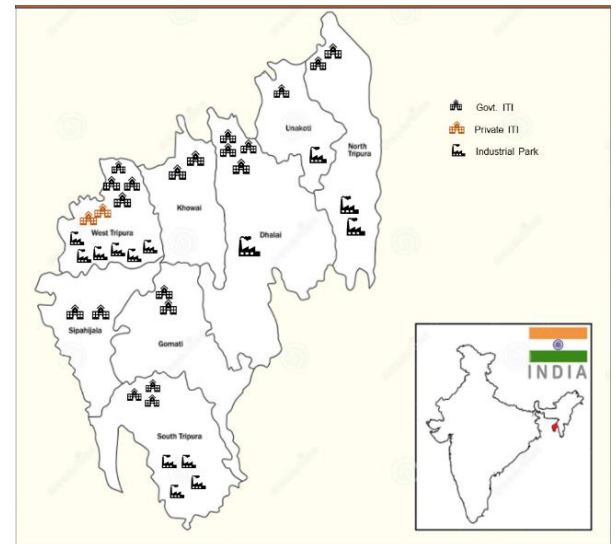 Govt. ITI
Private ITI
Industrial Park
Unakoti
North
Tripura
Khowai
West Tripura
Dhalai
Sipahijala
Gomati
South Tripura
INDIA